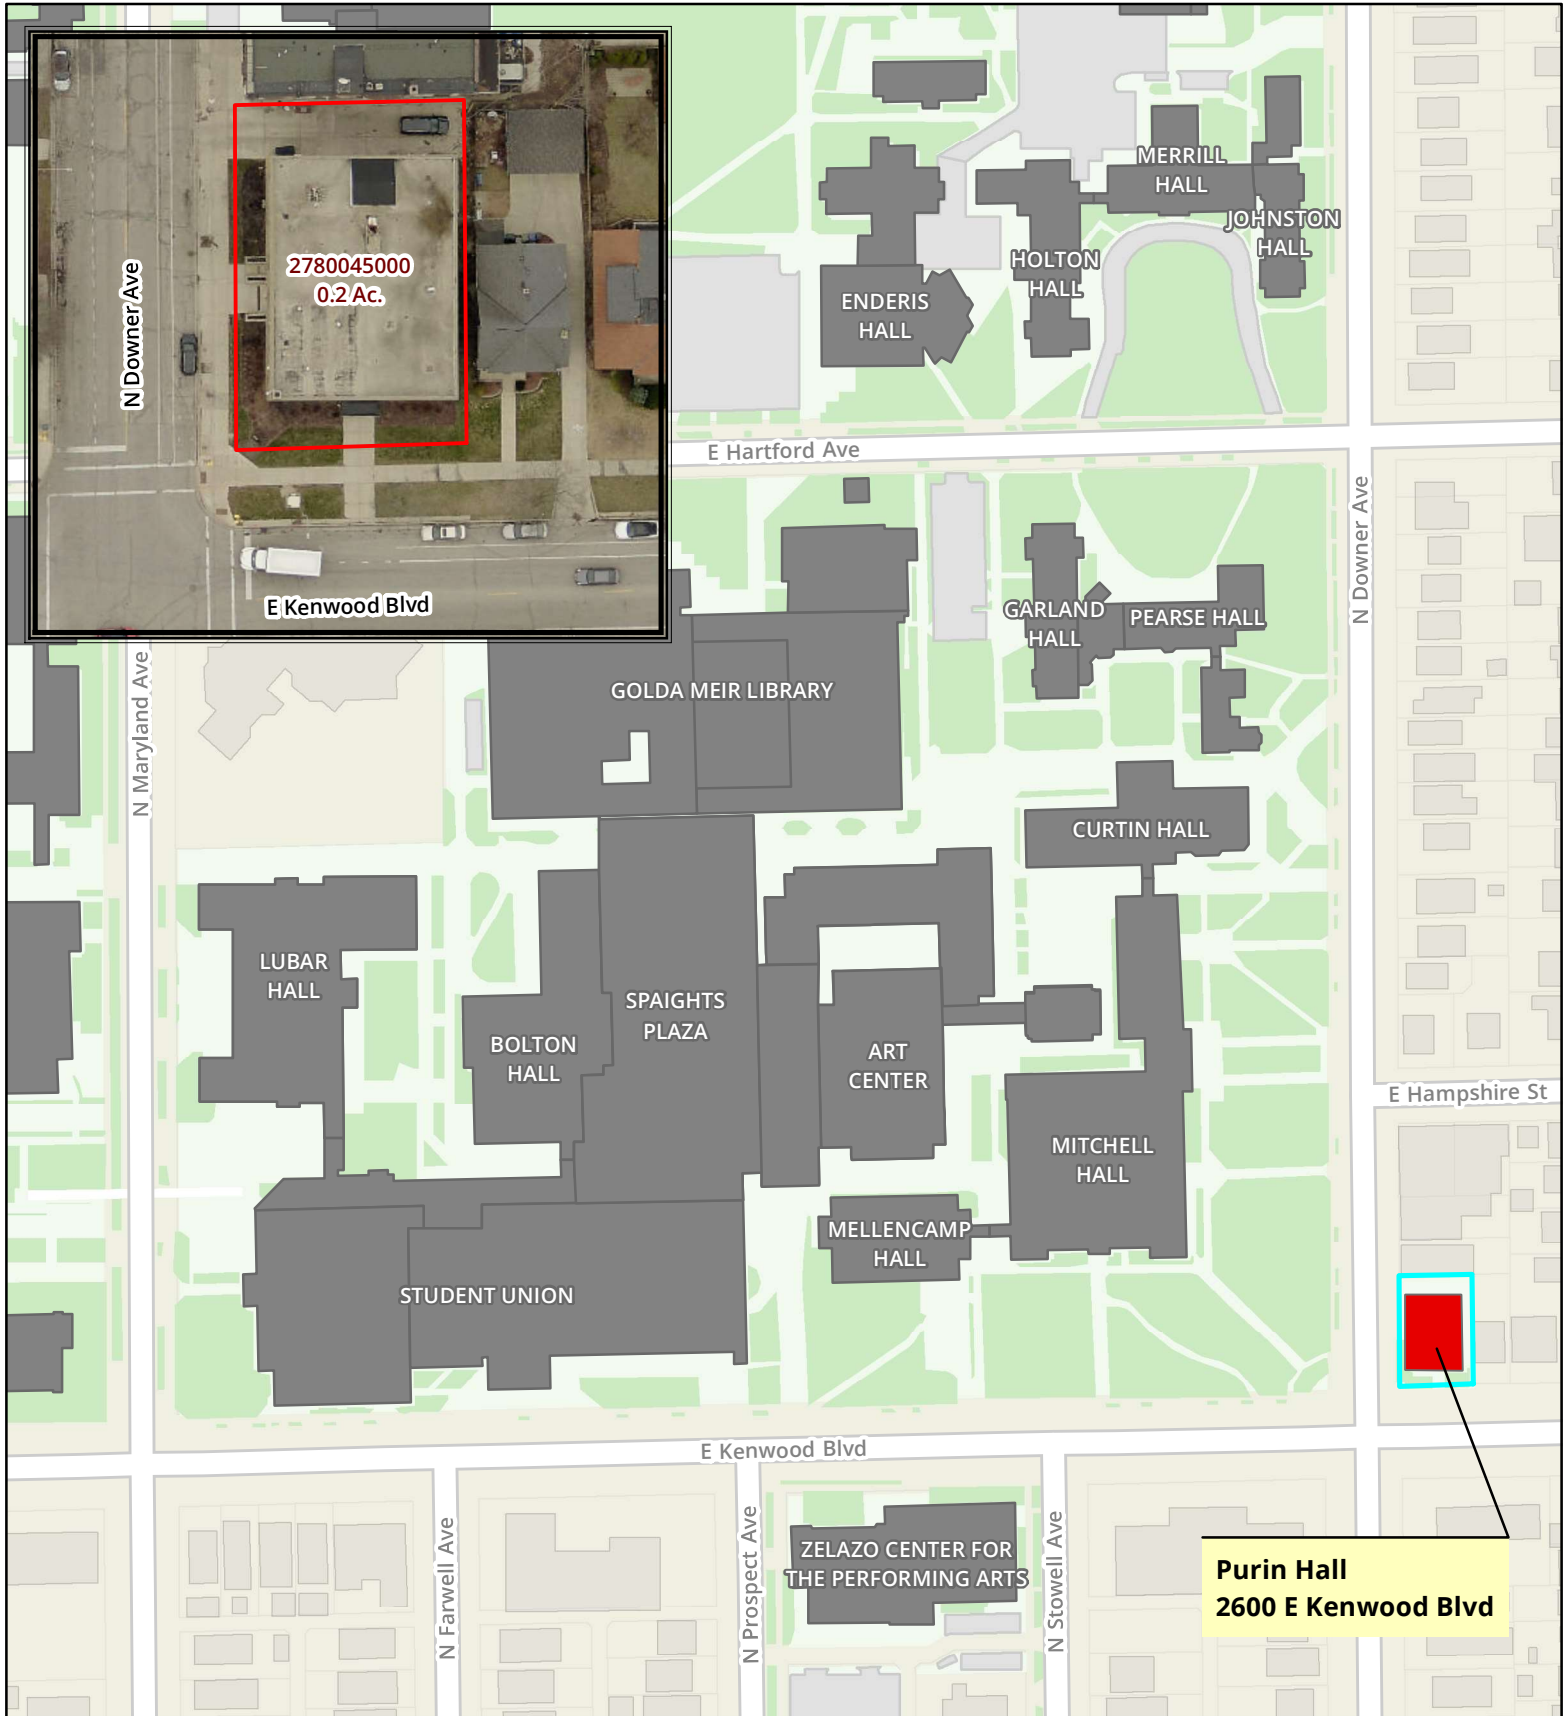 2780045000
0.2 Ac.
N Downer Ave
E Kenwood Blvd
MERRILL
HALL
JOHNSTON
HALL
HOLTON
HALL
ENDERIS
HALL
E Hartford Ave
N Downer Ave
GARLAND
HALL
PEARSE HALL
GOLDA MEIR LIBRARY
N Maryland Ave
CURTIN HALL
LUBAR
HALL
SPAIGHTS
PLAZA
BOLTON
HALL
ART
CENTER
E Hampshire St
MITCHELL
HALL
MELLENCAMP
HALL
STUDENT UNION
E Kenwood Blvd
N Farwell Ave
N Prospect Ave
ZELAZO CENTER FOR
THE PERFORMING ARTS
N Stowell Ave
Purin Hall
2600 E Kenwood Blvd